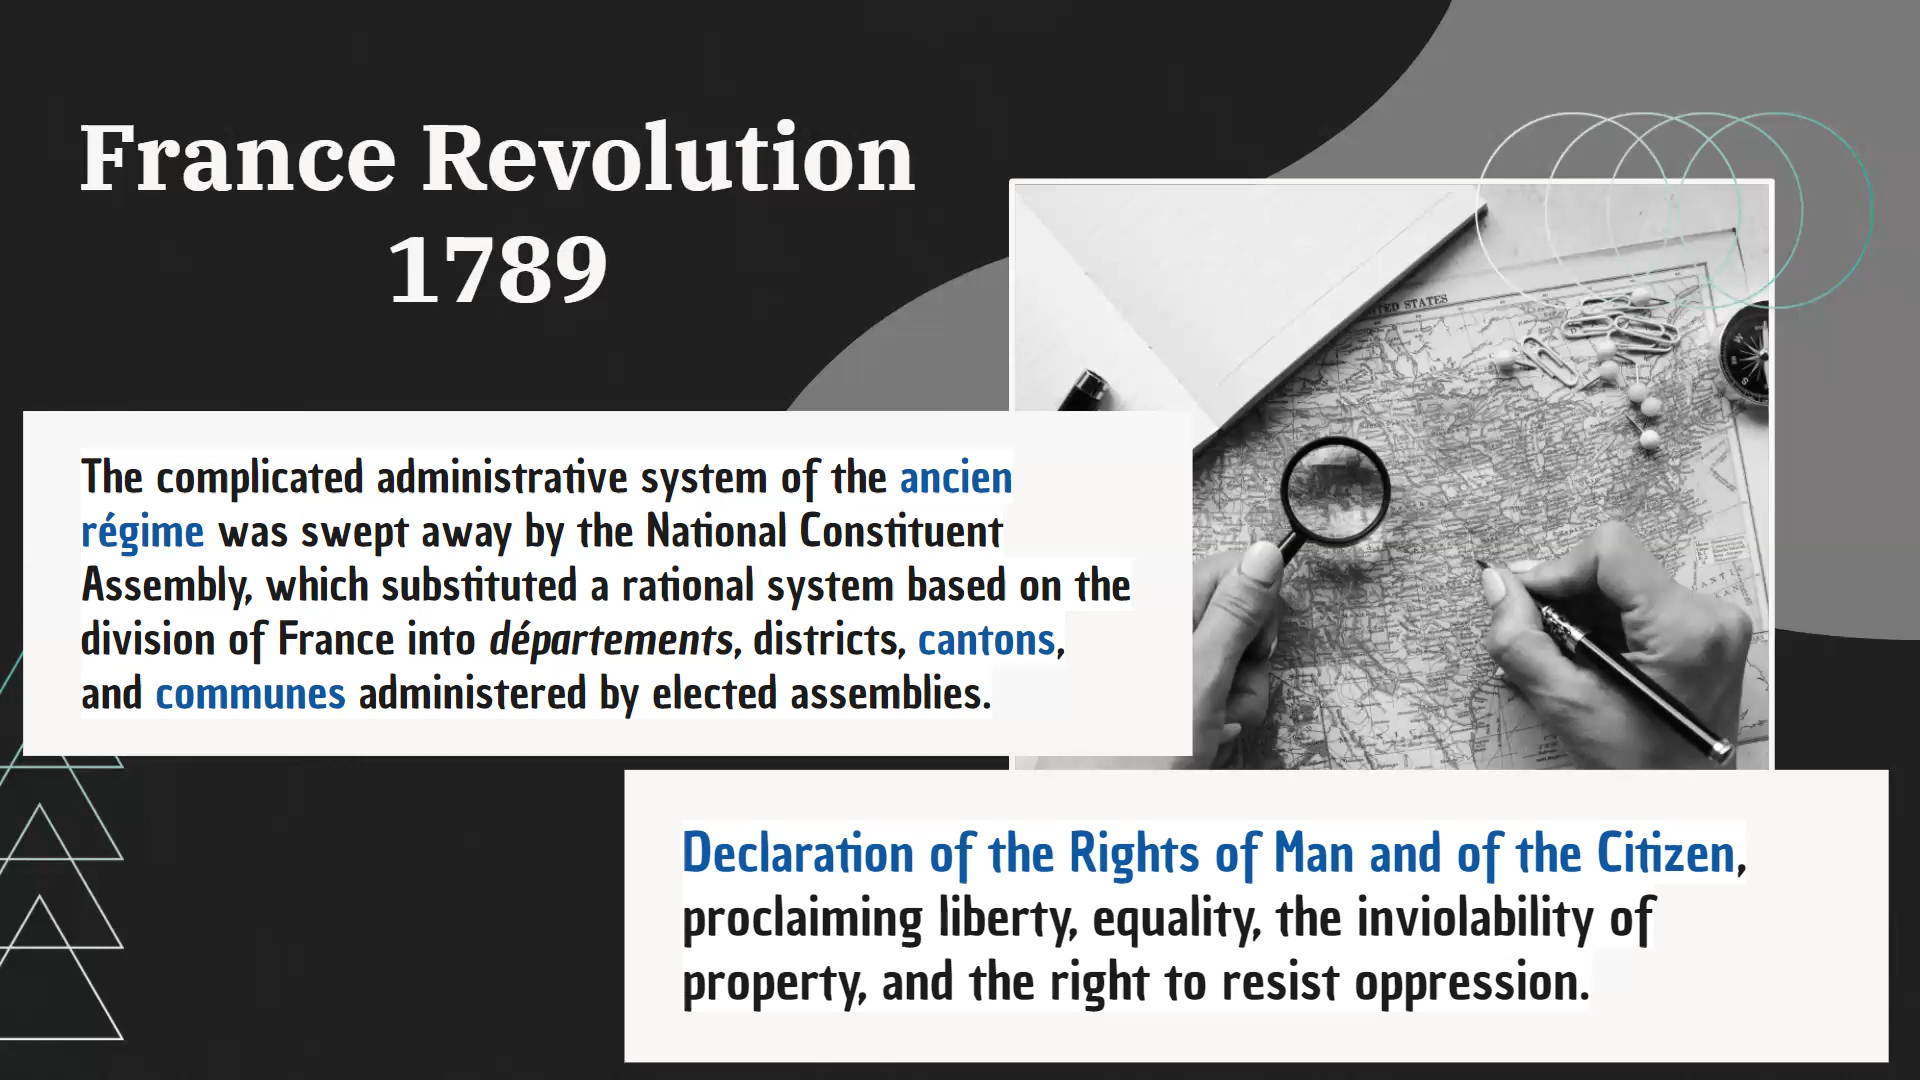 France Revolution
1789
TED STATES
The complicated administrative system of the ancien
régime was swept away by the National Constituent
Assembly, which substituted a rational system based on the
division of France into départements, districts, cantons,
and communes administered by elected assemblies.
Declaration of the Rights of Man and of the Citizen,
proclaiming liberty, equality, the inviolability of
property, and the right to resist oppression.